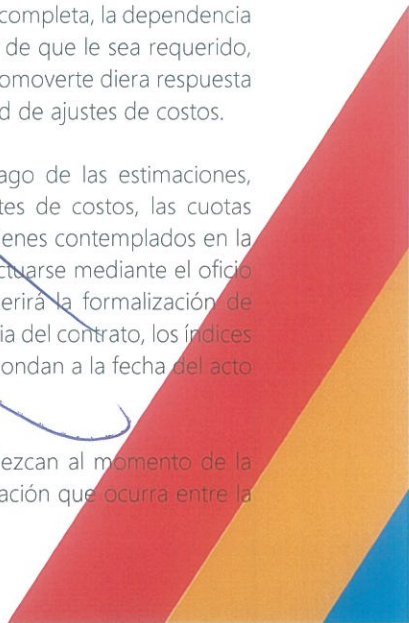 completa, la dependencia
de que le sea requerido,
omoverte diera respuesta
d de ajustes de costos.
ago de las estimaciones,
tes de costos, las cuotas
enes contemplados en la
ctuarse mediante el oficio
erirá la formalización de
ia del contrato, los índices
ondan a la fecha del acto
ezcan al momento de la
ación que ocurra entre la